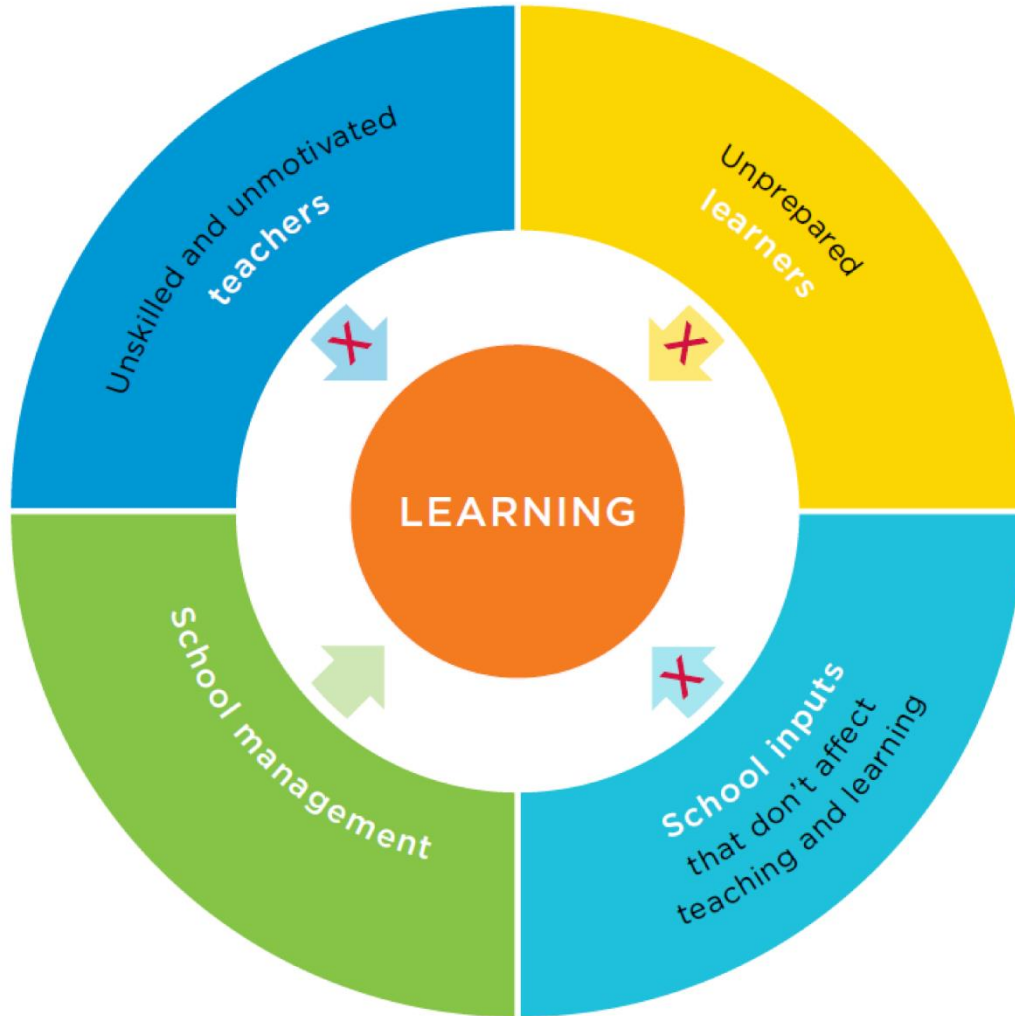 Unskilled and unmotivated
teachers
Unprepared
learners
LEARNING
School management
School inputs
that don't affect
teaching and learning